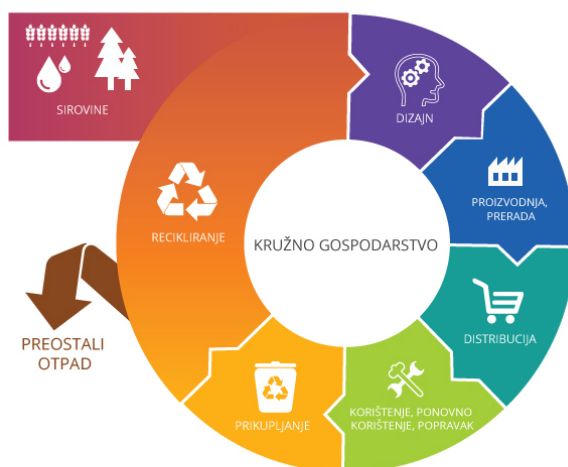 SIROVINE
DIZAJN
PROIZVODNJA,
PRERADA
RECIKLIRANJE
KRUŽNO GOSPODARSTVO
DISTRIBUCIJA
PREOSTALI
OTPAD
KORIŠTENJE, PONOVNO
KORIŠTENJE, POPRAVAK
PRIKUPLJANJE